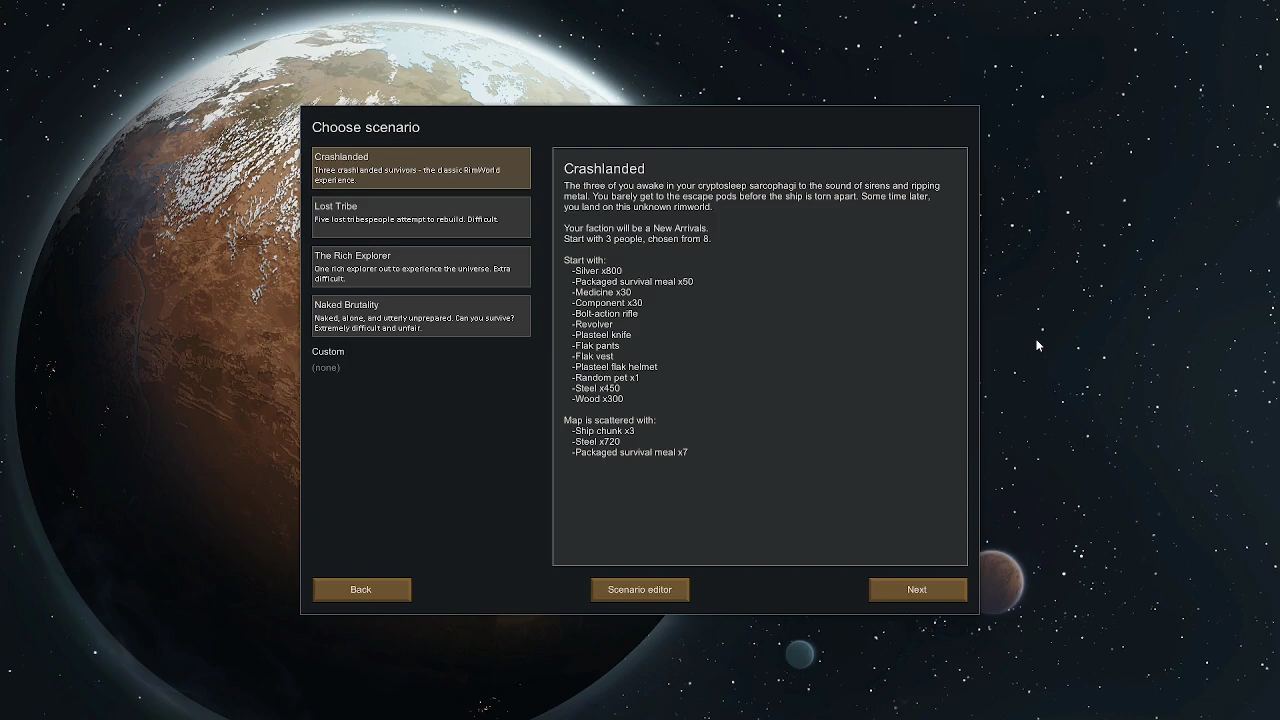 Choose scenario
Crashlanded
Three crashlanded survivors - the classic RimWorld
experience.
Lost Tribe
Five lost tribespeople attempt to rebuild. Difficult.
The Rich Explorer
One rich explorer out to experience the universe. Extra
difficult.
Naked Brutality
Naked, alone, and utterly unprepared. Can you survive?
Extremely difficult and unfair.
Custom
(none)
Crashlanded
The three of you awake in your cryptosleep sarcophagi to the sound of sirens and ripping
metal. You barely get to the escape pods before the ship is torn apart. Some time later,
you land on this unknown rimworld.
Your faction will be a New Arrivals.
Start with 3 people, chosen from 8.
Start with:
-Silver x800
-Packaged survival meal x50
-Medicine x30
-Component x30
-Bolt-action rifle
-Revolver
-Plasteel knife
-Flak pants
-Flak vest
-Plasteel flak helmet
-Random pet x1
-Steel x450
-Wood x300
Map is scattered with:
-Ship chunk x3
-Steel x720
-Packaged survival meal x7
Back
Scenario editor
Next